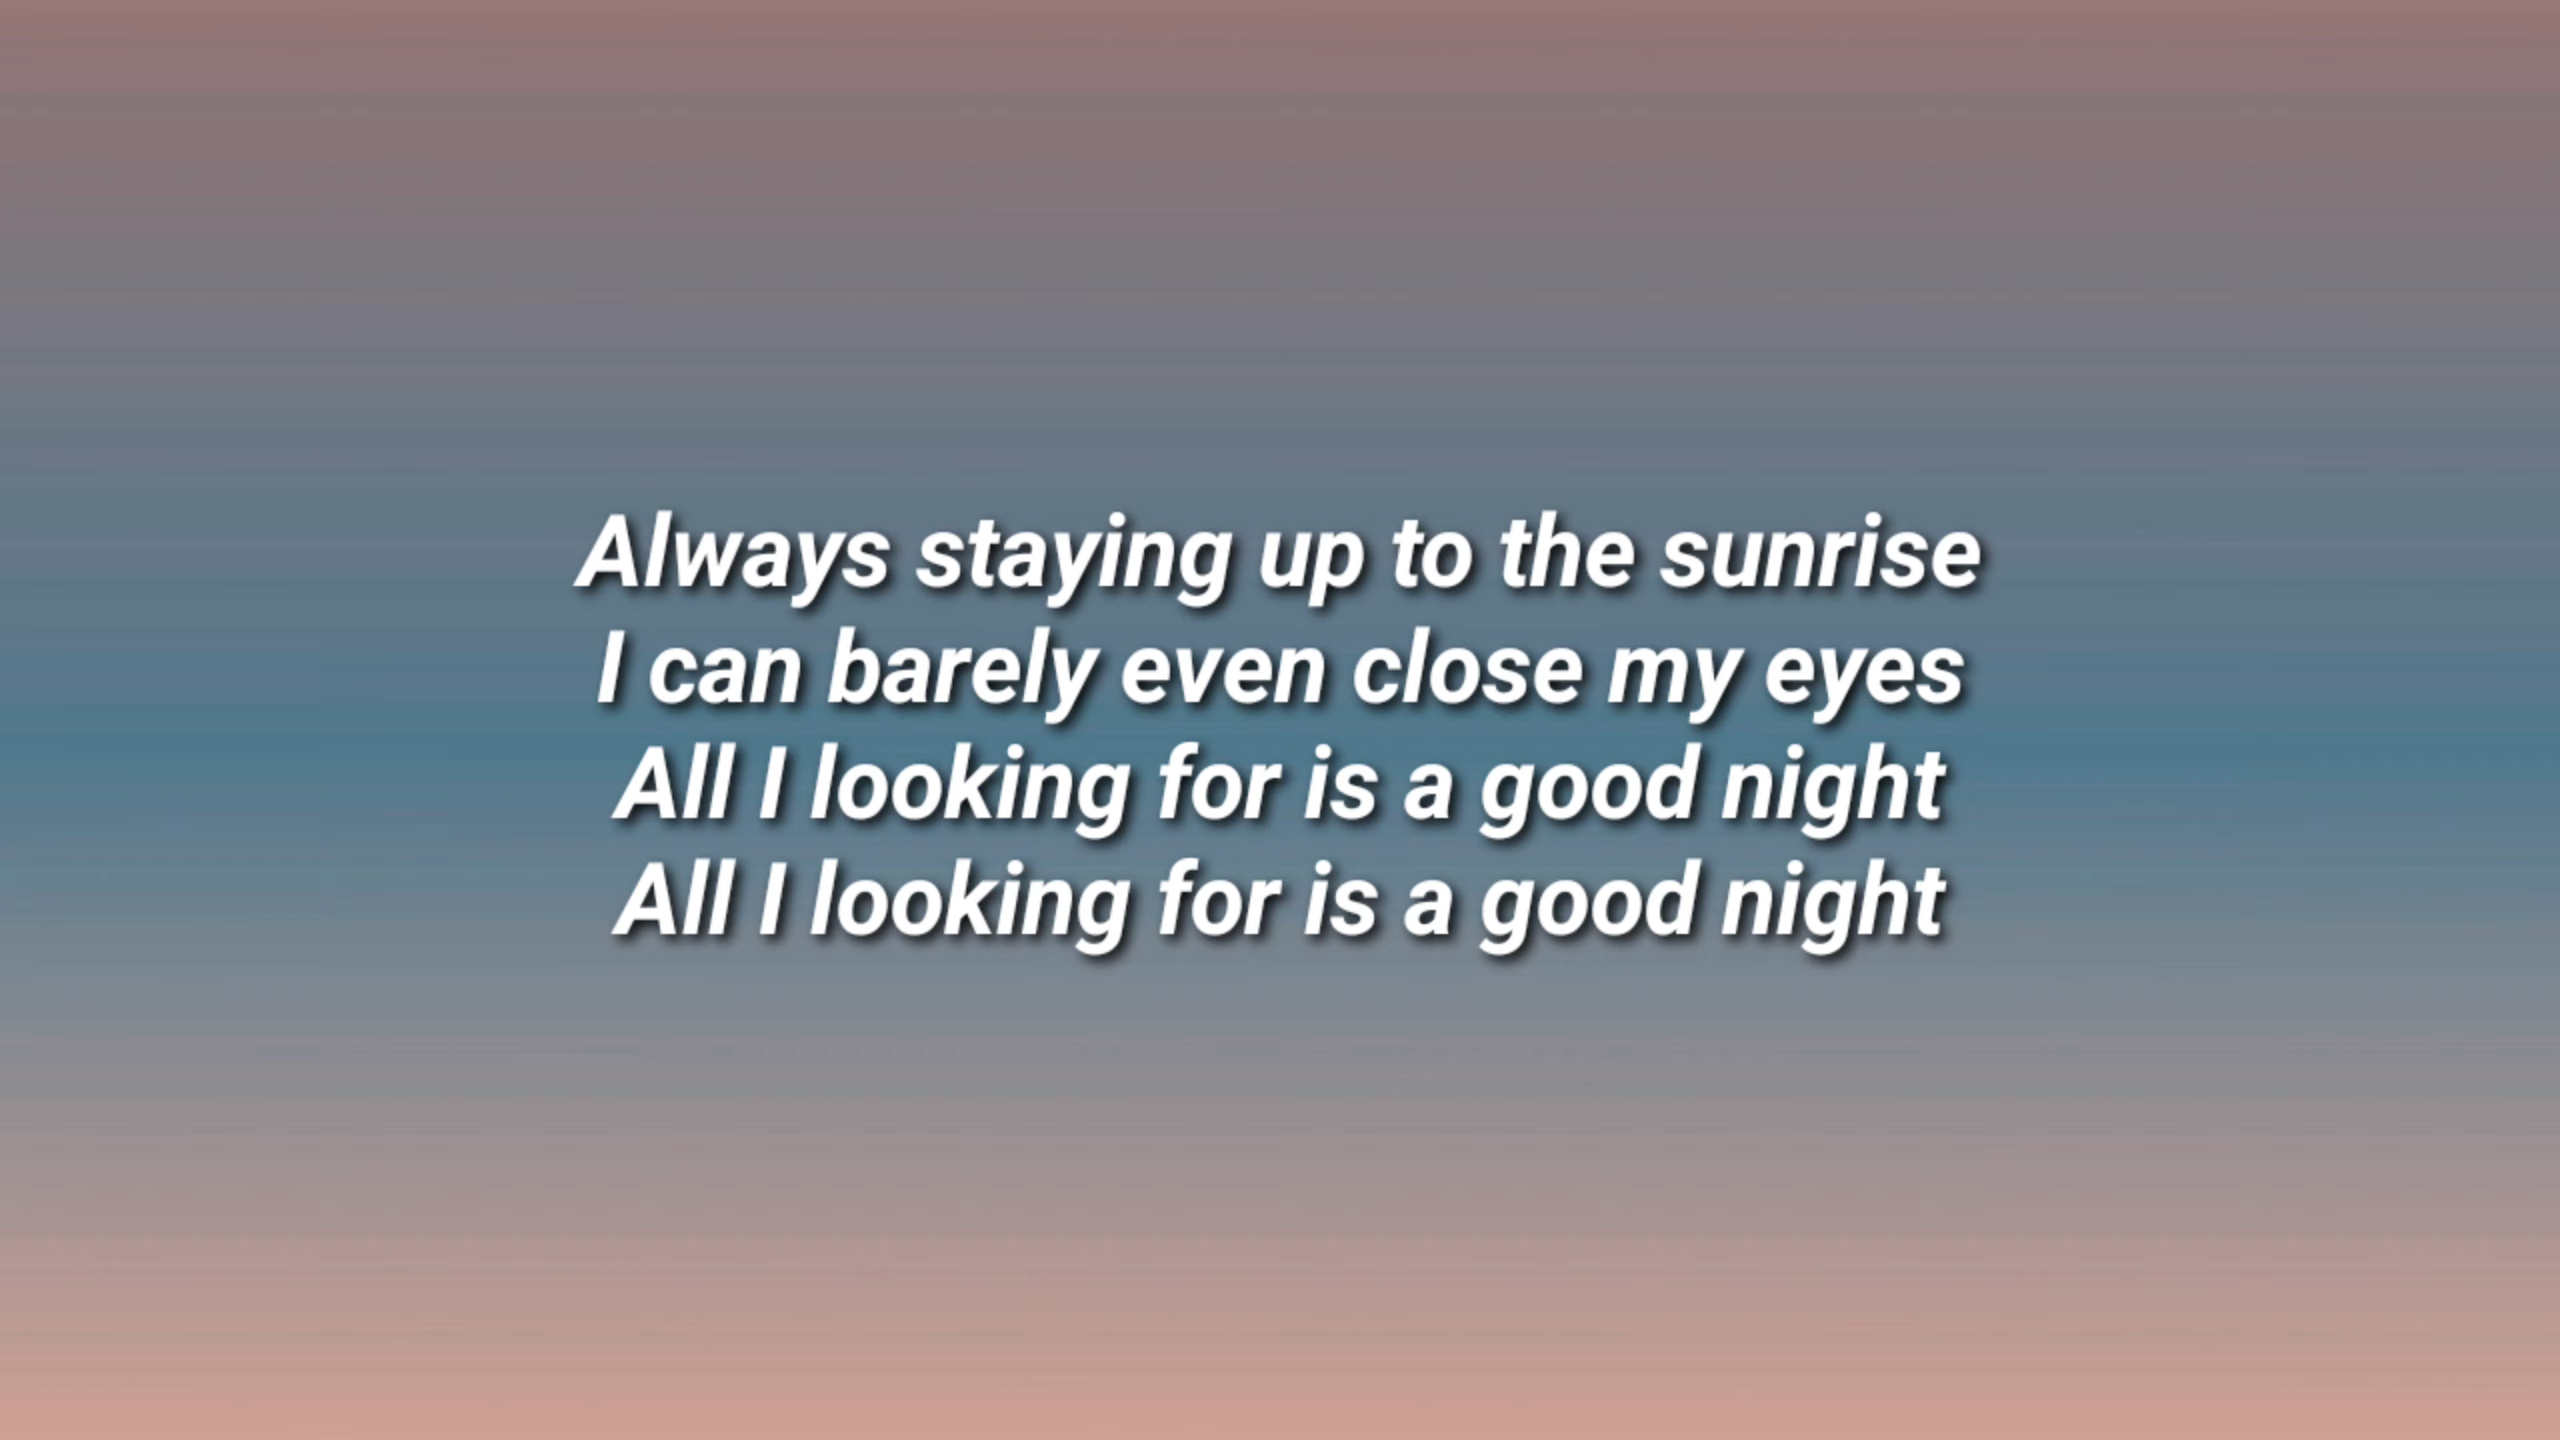 Always staying up to the sunrise
I can barely even close my eyes
All I looking for is a good night
All I looking for is a good night